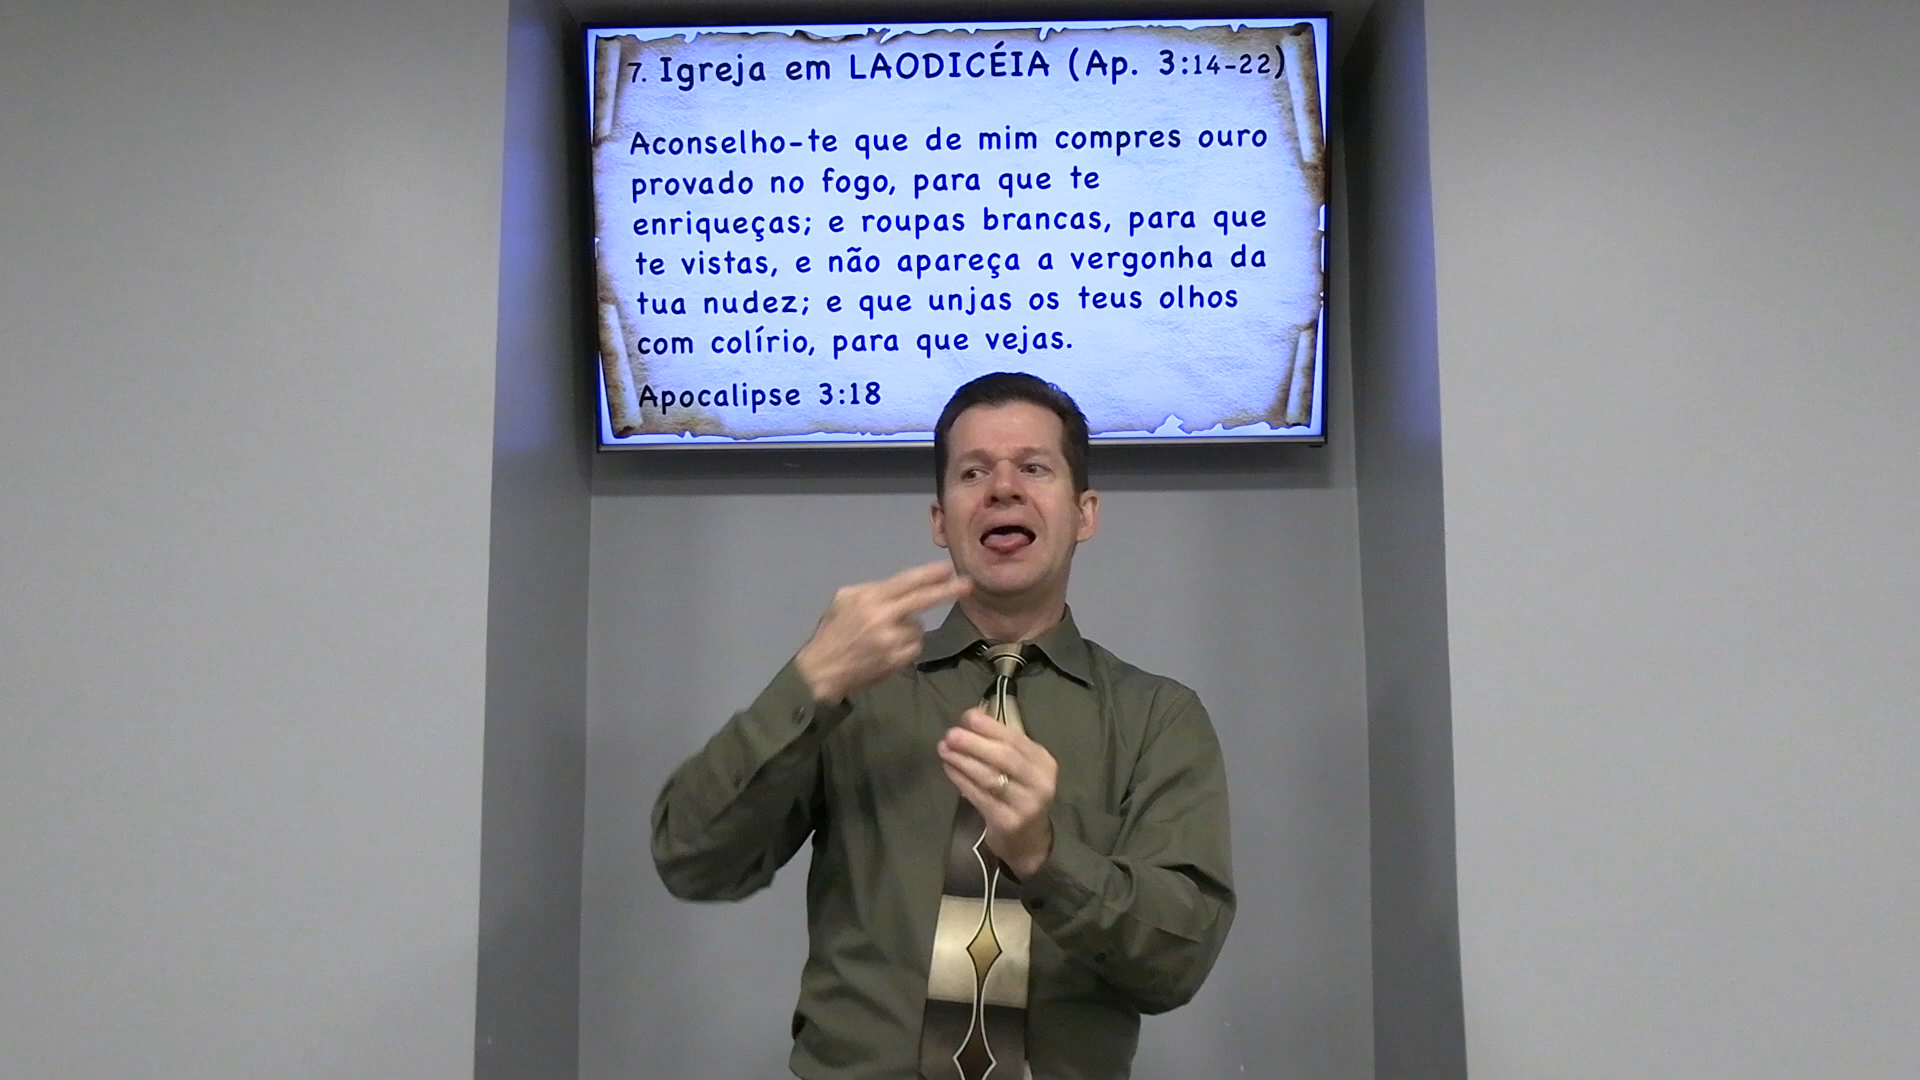 7. Igreja em LAODICÉIA (Ap. 3:14-22)
Aconselho-te que de mim compres ouro
provado no fogo, para que te
enriqueças; e roupas brancas, para que
te vistas, e não apareça a vergonha da
tua nudez; e que unjas os teus olhos
com colírio, para que vejas.
Apocalipse 3:18